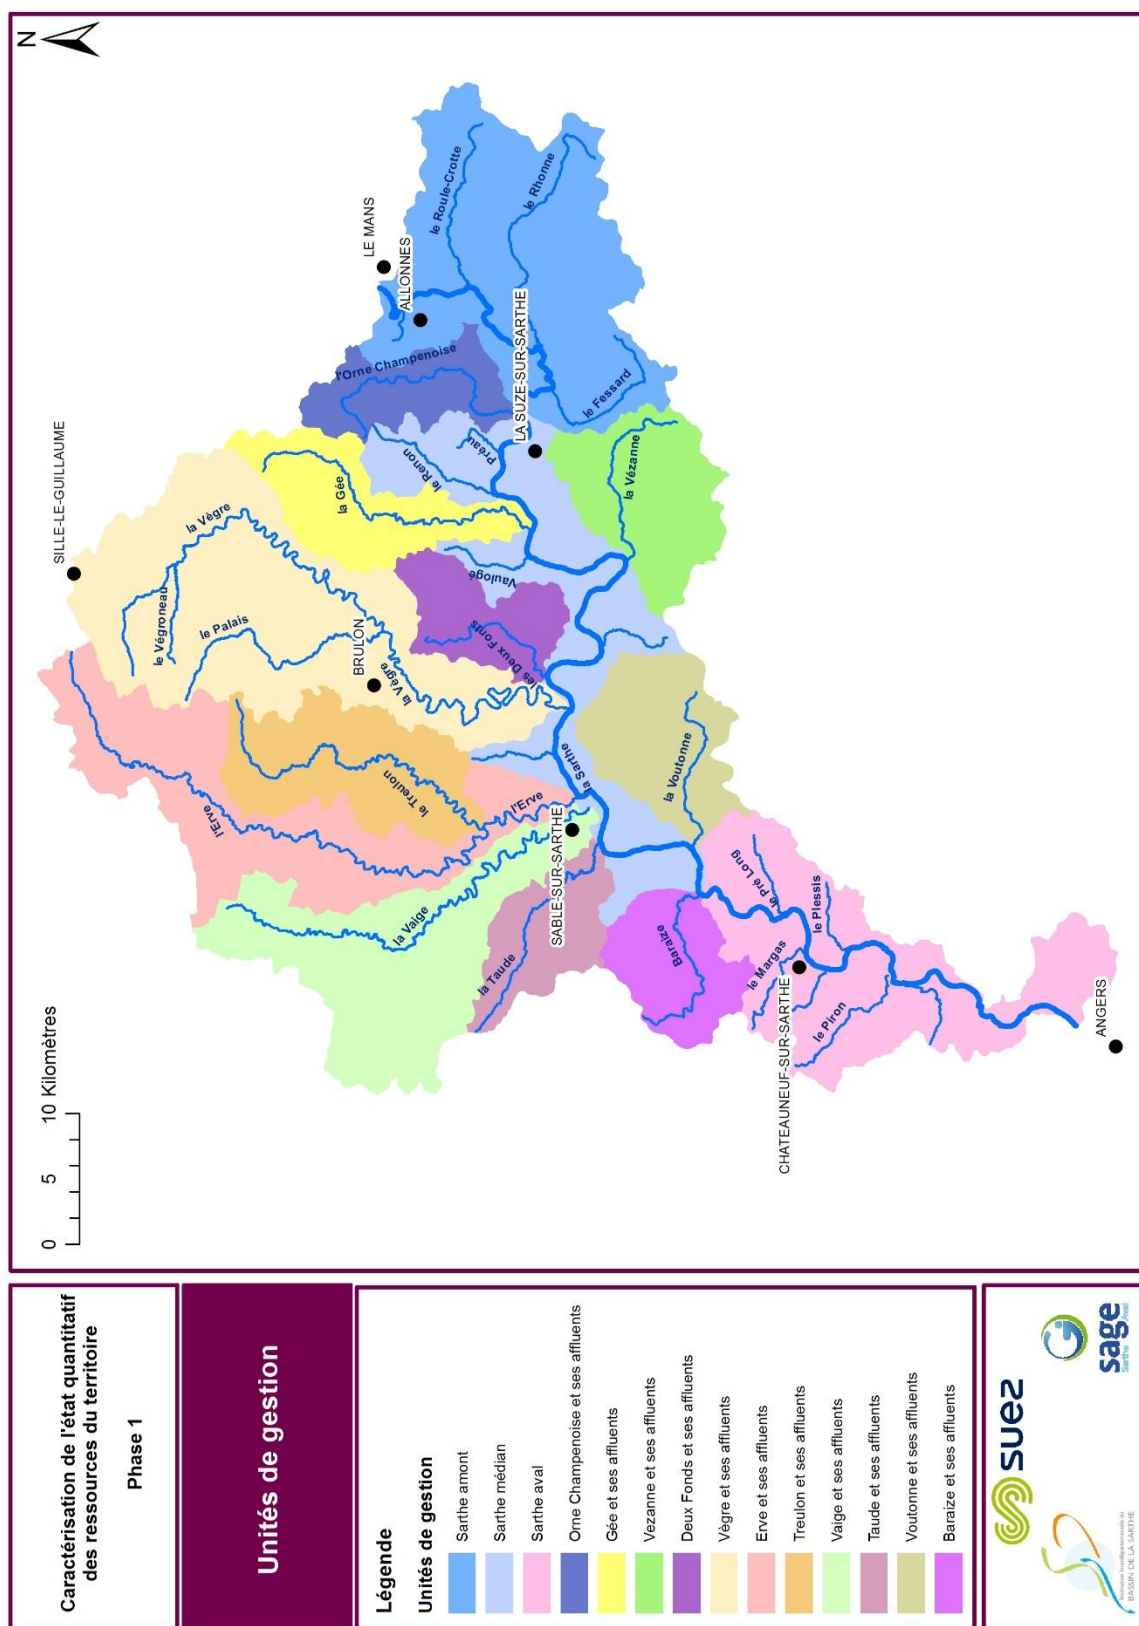 Caractérisation de l'état quantitatif
des ressources du territoire
Phase 1
Unités de gestion
Légende
Unités de gestion
Sarthe amont
Sarthe médian
Sarthe aval
Orne Champenoise et ses affluents
Gée et ses affluents
Vezanne et ses affluents
Deux Fonds et ses affluents
Vègre et ses affluents
Erve et ses affluents
Treulon et ses affluents
Vaige et ses affluents
Taude et ses affluents
Voutonne et ses affluents
Baraize et ses affluents
BASSIN DE LA SARTHE
suez
sage
Sarthe Aval
0 5 10 Kilomètres
N
SILLE-LE-GUILLAUME
le Végroneau
la Vègre
le Palais
BRULON
la Vègre
l'Erve
le Treulon
l'Erve
la Vaige
la Taude
SABLE-SUR-SARTHE
la Sarthe
les Deux Fonts
Vaulogé
la Gée
le Renon
Préau
l'Orne Champenoise
LE MANS
ALLONNES
le Roule-Crotte
le Rhonne
le Fessard
LA SUZE-SUR-SARTHE
la Vézanne
la Voutonne
Baraize
le Pré Long
le Plessis
le Margas
CHATEAUNEUF-SUR-SARTHE
le Piron
ANGERS